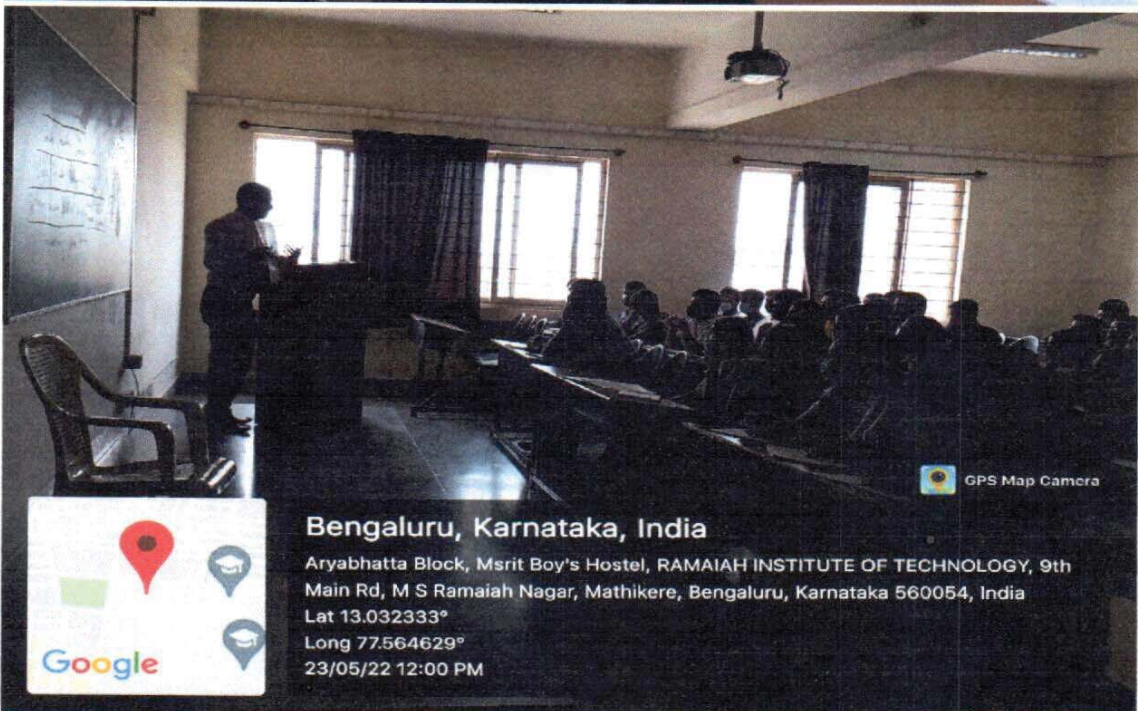 GPS Map Camera
Bengaluru, Karnataka, India
Aryabhatta Block, Msrit Boy's Hostel, RAMAIAH INSTITUTE OF TECHNOLOGY, 9th
Main Rd, M S Ramaiah Nagar, Mathikere, Bengaluru, Karnataka 560054, India
Lat 13.032333°
Long 77.564629°
23/05/22 12:00 PM
Google